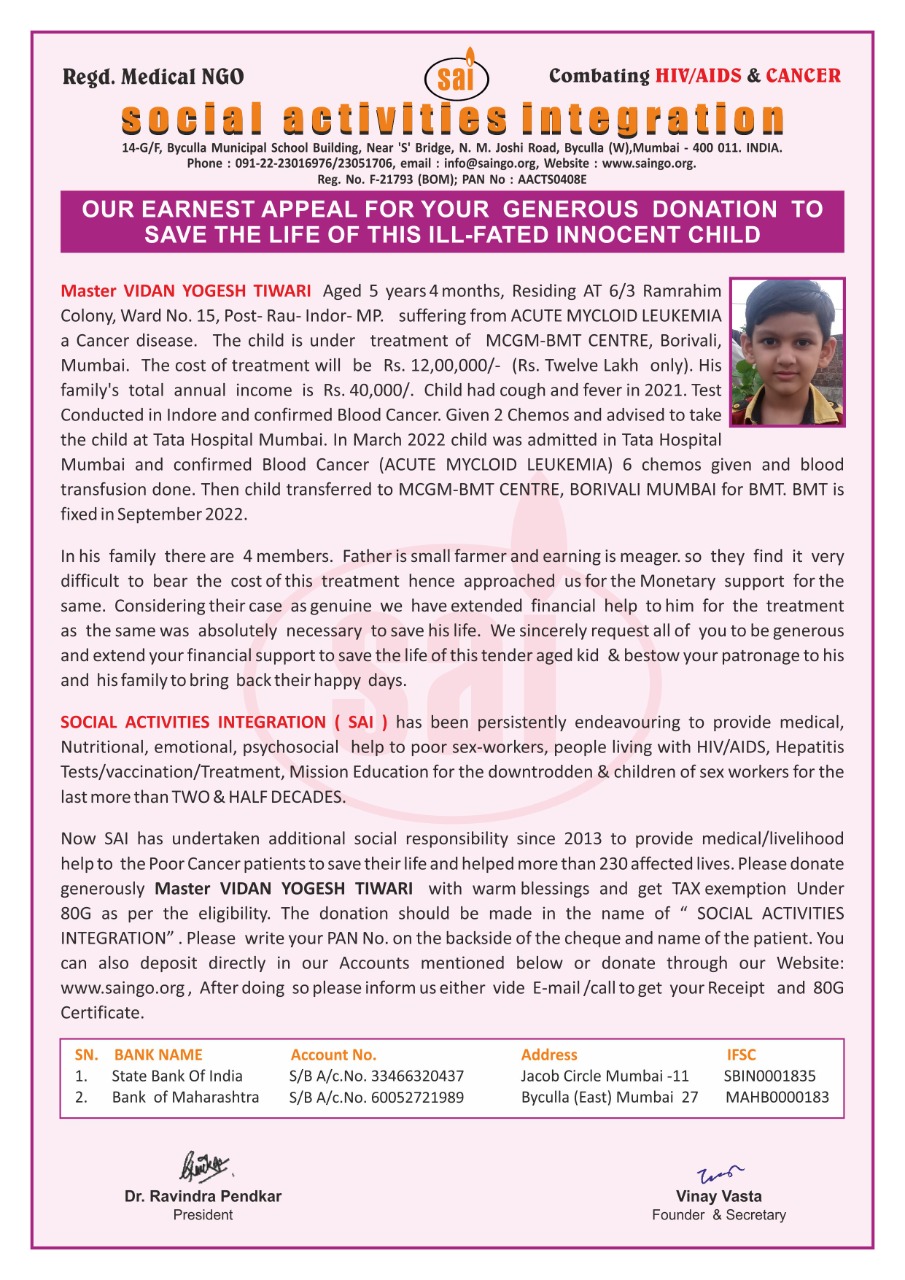 Regd. Medical NGO
sai
Combating HIV/AIDS & CANCER
social activities integration
14-G/F, Byculla Municipal School Building, Near 'S' Bridge, N. M. Joshi Road, Byculla (W),Mumbai - 400 011. INDIA.
Phone : 091-22-23016976/23051706, email : info@saingo.org, Website : www.saingo.org.
Reg. No. F-21793 (BOM); PAN No : AACTS0408E
OUR EARNEST APPEAL FOR YOUR GENEROUS DONATION TO
SAVE THE LIFE OF THIS ILL-FATED INNOCENT CHILD
Master VIDAN YOGESH TIWARI Aged 5 years 4 months, Residing AT 6/3 Ramrahim
Colony, Ward No. 15, Post- Rau- Indor- MP. suffering from ACUTE MYCLOID LEUKEMIA
a Cancer disease. The child is under treatment of MCGM-BMT CENTRE, Borivali,
Mumbai. The cost of treatment will be Rs. 12,00,000/- (Rs. Twelve Lakh only). His
family's total annual income is Rs. 40,000/. Child had cough and fever in 2021. Test
Conducted in Indore and confirmed Blood Cancer. Given 2 Chemos and advised to take
the child at Tata Hospital Mumbai. In March 2022 child was admitted in Tata Hospital
Mumbai and confirmed Blood Cancer (ACUTE MYCLOID LEUKEMIA) 6 chemos given and blood
transfusion done. Then child transferred to MCGM-BMT CENTRE, BORIVALI MUMBAI for BMT. BMT is
fixed in September 2022.
In his family there are 4 members. Father is small farmer and earning is meager. so they find it very
difficult to bear the cost of this treatment hence approached us for the Monetary support for the
same. Considering their case as genuine we have extended financial help to him for the treatment
as the same was absolutely necessary to save his life. We sincerely request all of you to be generous
and extend your financial support to save the life of this tender aged kid & bestow your patronage to his
and his family to bring back their happy days.
SOCIAL ACTIVITIES INTEGRATION ( SAI ) has been persistently endeavouring to provide medical,
Nutritional, emotional, psychosocial help to poor sex-workers, people living with HIV/AIDS, Hepatitis
Tests/vaccination/Treatment, Mission Education for the downtrodden & children of sex workers for the
last more than TWO & HALF DECADES.
Now SAI has undertaken additional social responsibility since 2013 to provide medical/livelihood
help to the Poor Cancer patients to save their life and helped more than 230 affected lives. Please donate
generously Master VIDAN YOGESH TIWARI with warm blessings and get TAX exemption Under
80G as per the eligibility. The donation should be made in the name of “ SOCIAL ACTIVITIES
INTEGRATION” . Please write your PAN No. on the backside of the cheque and name of the patient. You
can also deposit directly in our Accounts mentioned below or donate through our Website:
www.saingo.org , After doing so please inform us either vide E-mail /call to get your Receipt and 80G
Certificate.
SN. BANK NAME Account No. Address IFSC
1. State Bank Of India S/B A/c.No. 33466320437 Jacob Circle Mumbai -11 SBIN0001835
2. Bank of Maharashtra S/B A/c.No. 60052721989 Byculla (East) Mumbai 27 MAHB0000183
Dr. Ravindra Pendkar
President
Vinay Vasta
Founder & Secretary